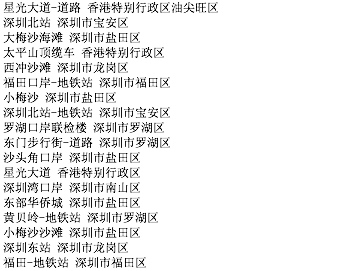 星光大道-道路 香港特别行政区油尖旺区
深圳北站 深圳市宝安区
大梅沙海滩 深圳市盐田区
太平山顶缆车 香港特别行政区
西冲沙滩 深圳市龙岗区
福田口岸-地铁站 深圳市福田区
小梅沙 深圳市盐田区
深圳北站-地铁站 深圳市宝安区
罗湖口岸联检楼 深圳市罗湖区
东门步行街-道路 深圳市罗湖区
沙头角口岸 深圳市盐田区
星光大道 香港特别行政区
深圳湾口岸 深圳市南山区
东部华侨城 深圳市盐田区
黄贝岭-地铁站 深圳市罗湖区
小梅沙沙滩 深圳市盐田区
深圳东站 深圳市龙岗区
福田-地铁站 深圳市福田区